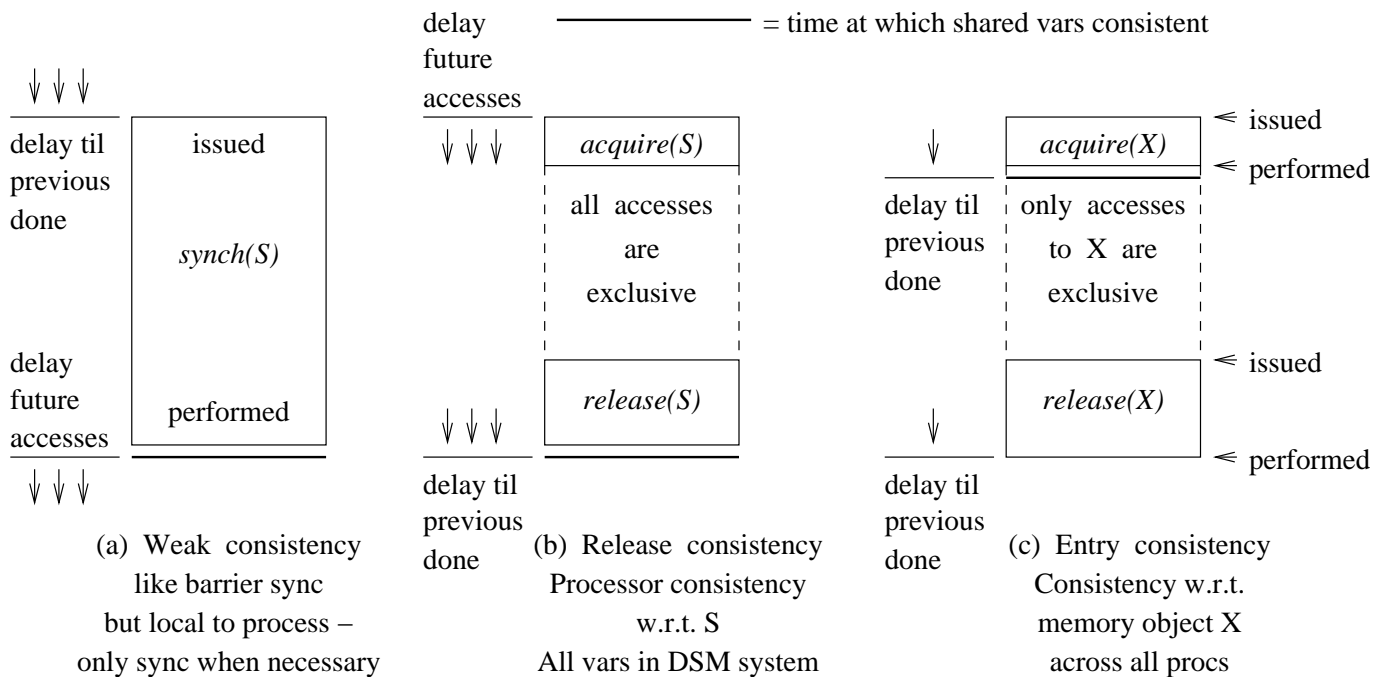 delay
future
accesses
= time at which shared vars consistent
delay til
previous
done
issued
synch(S)
delay
future
accesses
performed
(a) Weak consistency
like barrier sync
but local to process –
only sync when necessary
acquire(S)
all accesses
are
exclusive
release(S)
delay til
previous
done
(b) Release consistency
Processor consistency
w.r.t. S
All vars in DSM system
acquire(X)
issued
performed
delay til
previous
done
only accesses
to X are
exclusive
issued
release(X)
performed
delay til
previous
done
(c) Entry consistency
Consistency w.r.t.
memory object X
across all procs